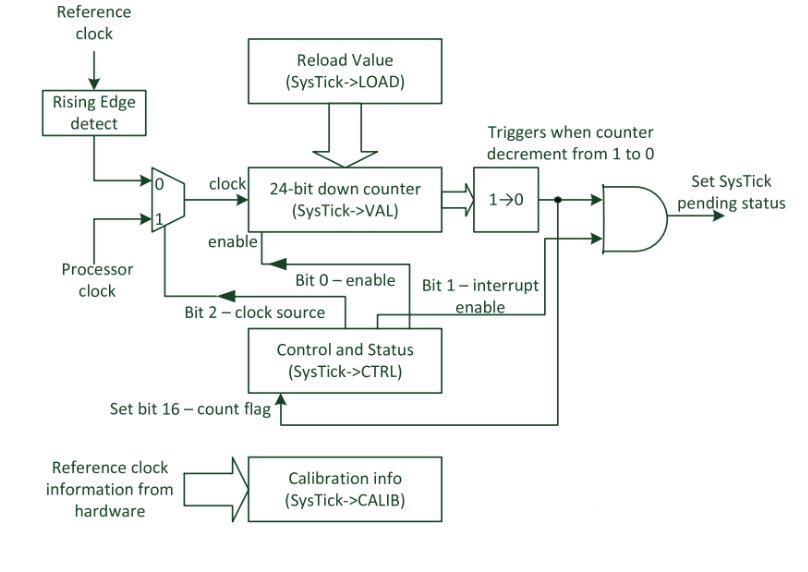 Reference
clock
Reload Value
(SysTick->LOAD)
Rising Edge
detect
Triggers when counter
decrement from 1 to 0
0
clock
24-bit down counter
(SysTick->VAL)
1→0
Set SysTick
pending status
1
enable
Processor
clock
Bit 0 – enable
Bit 1 – interrupt
enable
Bit 2 – clock source
Control and Status
(SysTick->CTRL)
Set bit 16 – count flag
Reference clock
information from
hardware
Calibration info
(SysTick->CALIB)